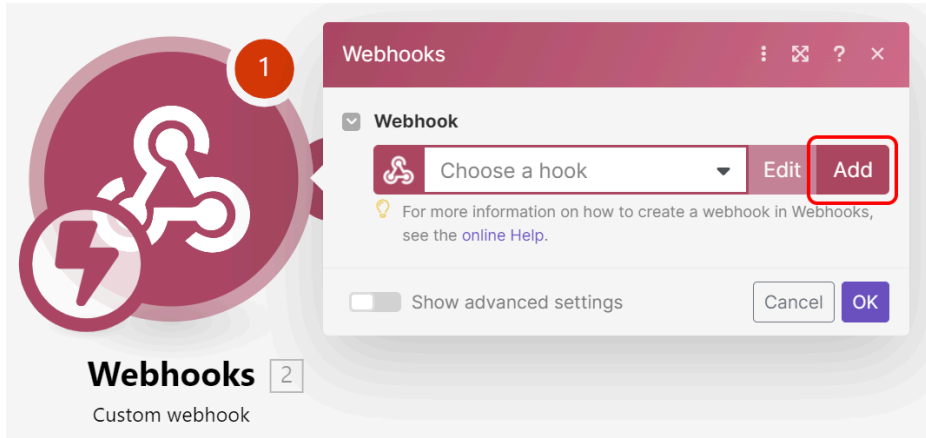 1
Webhooks
?
Webhook
Choose a hook
Edit
Add
For more information on how to create a webhook in Webhooks,
see the online Help.
Show advanced settings
Cancel
OK
Webhooks 2
Custom webhook